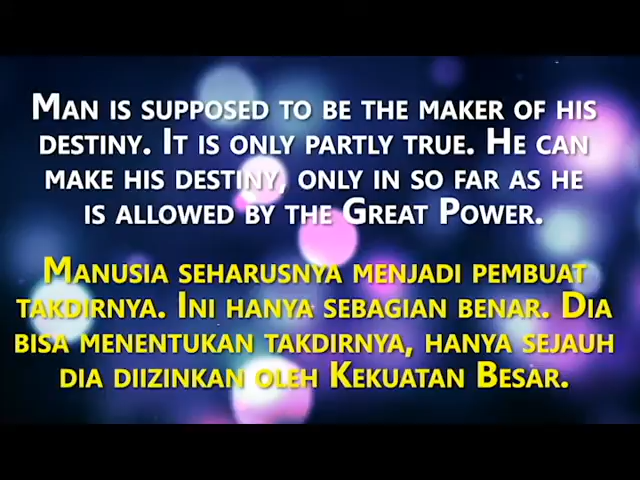 Man is supposed to be the maker of his
destiny. It is only partly true. He can
make his destiny, only in so far as he
is allowed by the Great Power.
Manusia seharusnya menjadi pembuat
takdirnya. Ini hanya sebagian benar. Dia
bisa menentukan takdirnya, hanya sejauh
dia diizinkan oleh Kekuatan Besar.